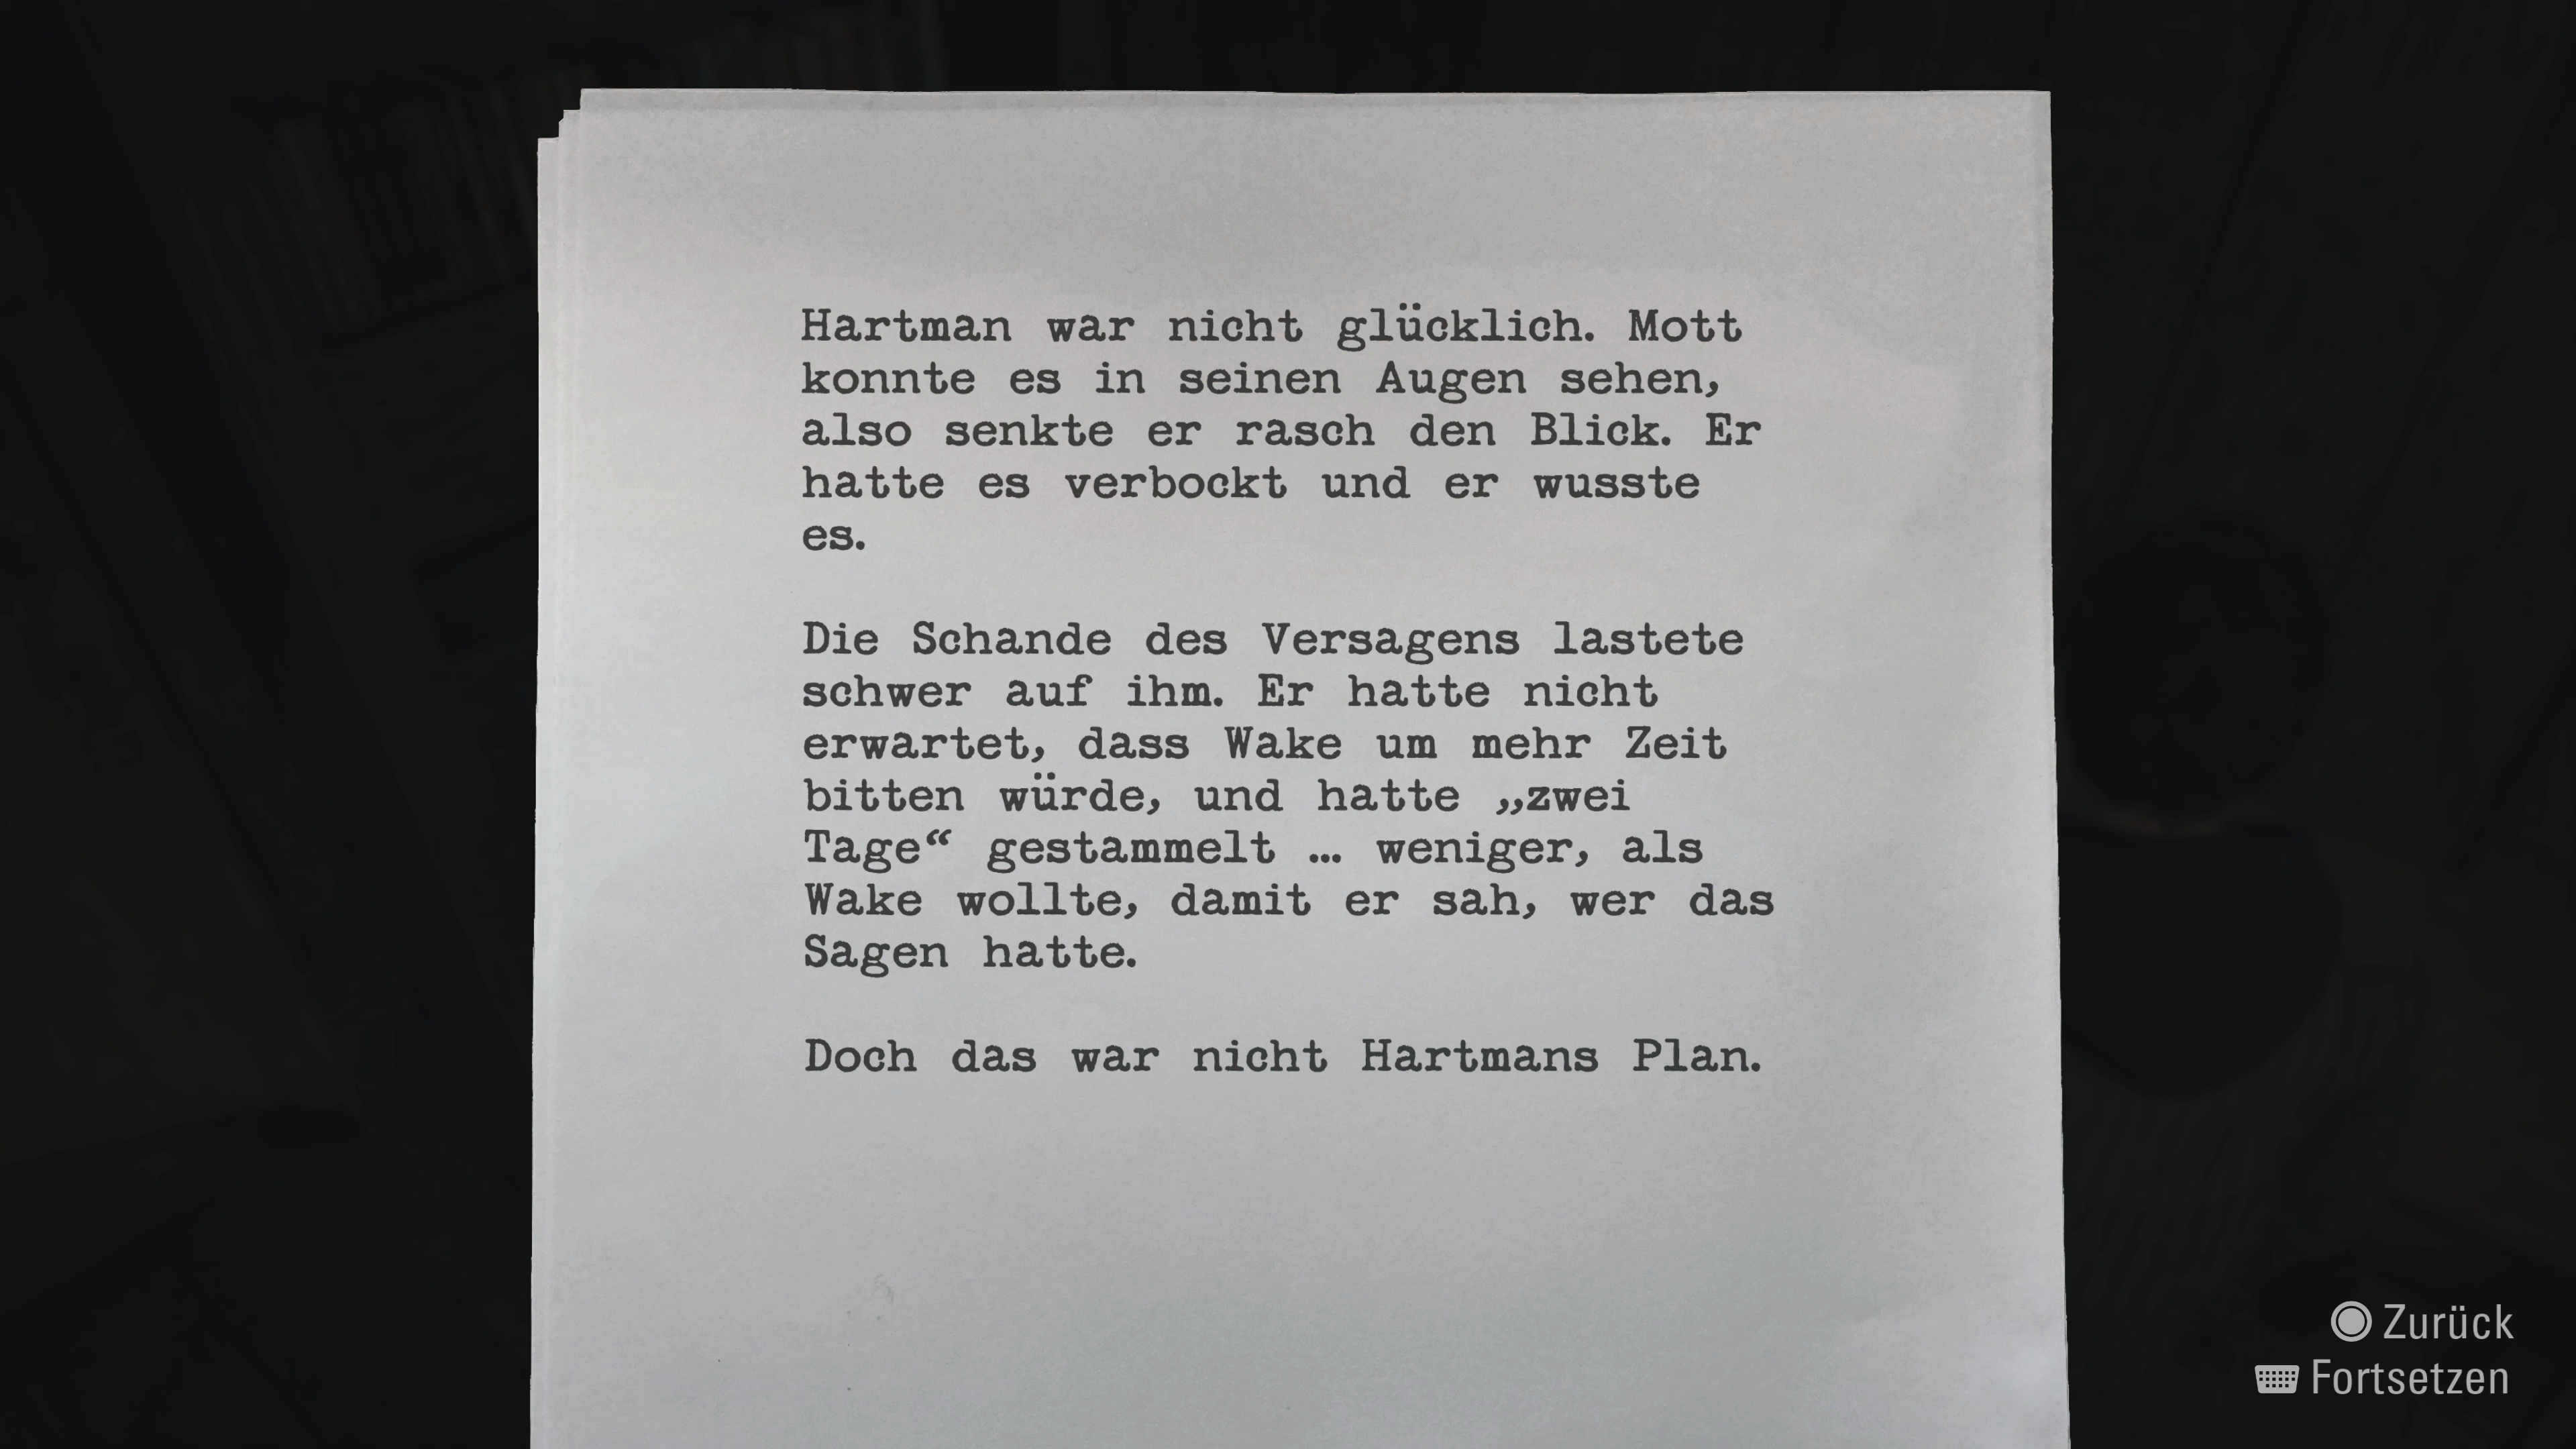 Hartman war nicht glücklich. Mott
konnte es in seinen Augen sehen,
also senkte er rasch den Blick. Er
hatte es verbockt und er wusste
es.
Die Schande des Versagens lastete
schwer auf ihm. Er hatte nicht
erwartet, dass Wake um mehr Zeit
bitten würde, und hatte „zwei
Tage“ gestammelt … weniger, als
Wake wollte, damit er sah, wer das
Sagen hatte.
Doch das war nicht Hartmans Plan.
Zurück
Fortsetzen